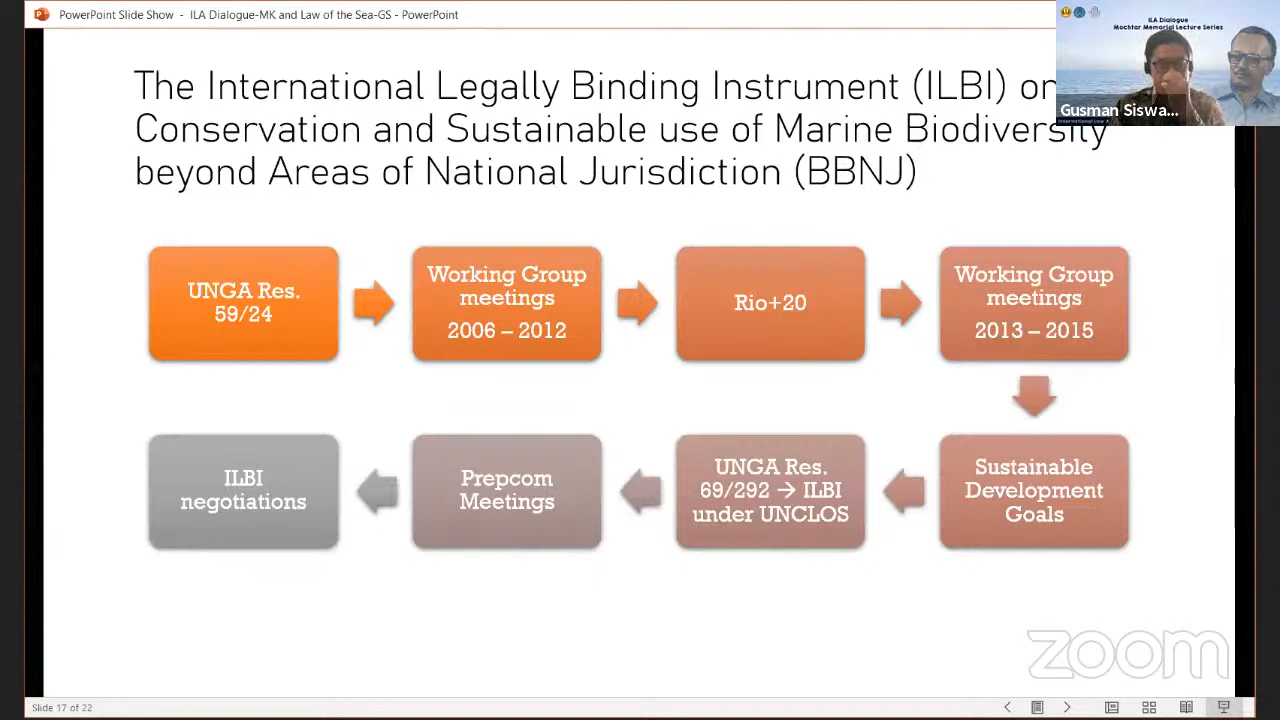 PowerPoint Slide Show - ILA Dialogue-MK and Law of the Sea-GS - PowerPoint
ILA Dialogue
Mochtar Memorial Lecture Series
Gusman Siswa...
The International Legally Binding Instrument (ILBI) on
Conservation and Sustainable use of Marine Biodiversity
beyond Areas of National Jurisdiction (BBNJ)
UNGA Res.
59/24
Working Group
meetings
2006 – 2012
Rio+20
Working Group
meetings
2013 – 2015
Sustainable
Development
Goals
UNGA Res.
69/292 → ILBI
under UNCLOS
Prepcom
Meetings
ILBI
negotiations
zoom
Slide 17 of 22